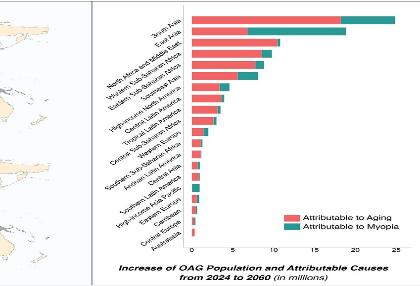 South Asia
East Asia
North Africa and Middle East
Western Sub-Saharan Africa
Eastern Sub-Saharan Africa
Southeast Asia
High-income North America
Central Latin America
Tropical Latin America
Central Sub-Saharan Africa
Western Europe
Southern Sub-Saharan Africa
Andean Latin America
Central Asia
Southern Latin America
High-income Asia Pacific
Eastern Europe
Caribbean
Central Europe
Australasia
Attributable to Aging
Attributable to Myopia
0 5 10 15 20 25
Increase of OAG Population and Attributable Causes
from 2024 to 2060 (in millions)